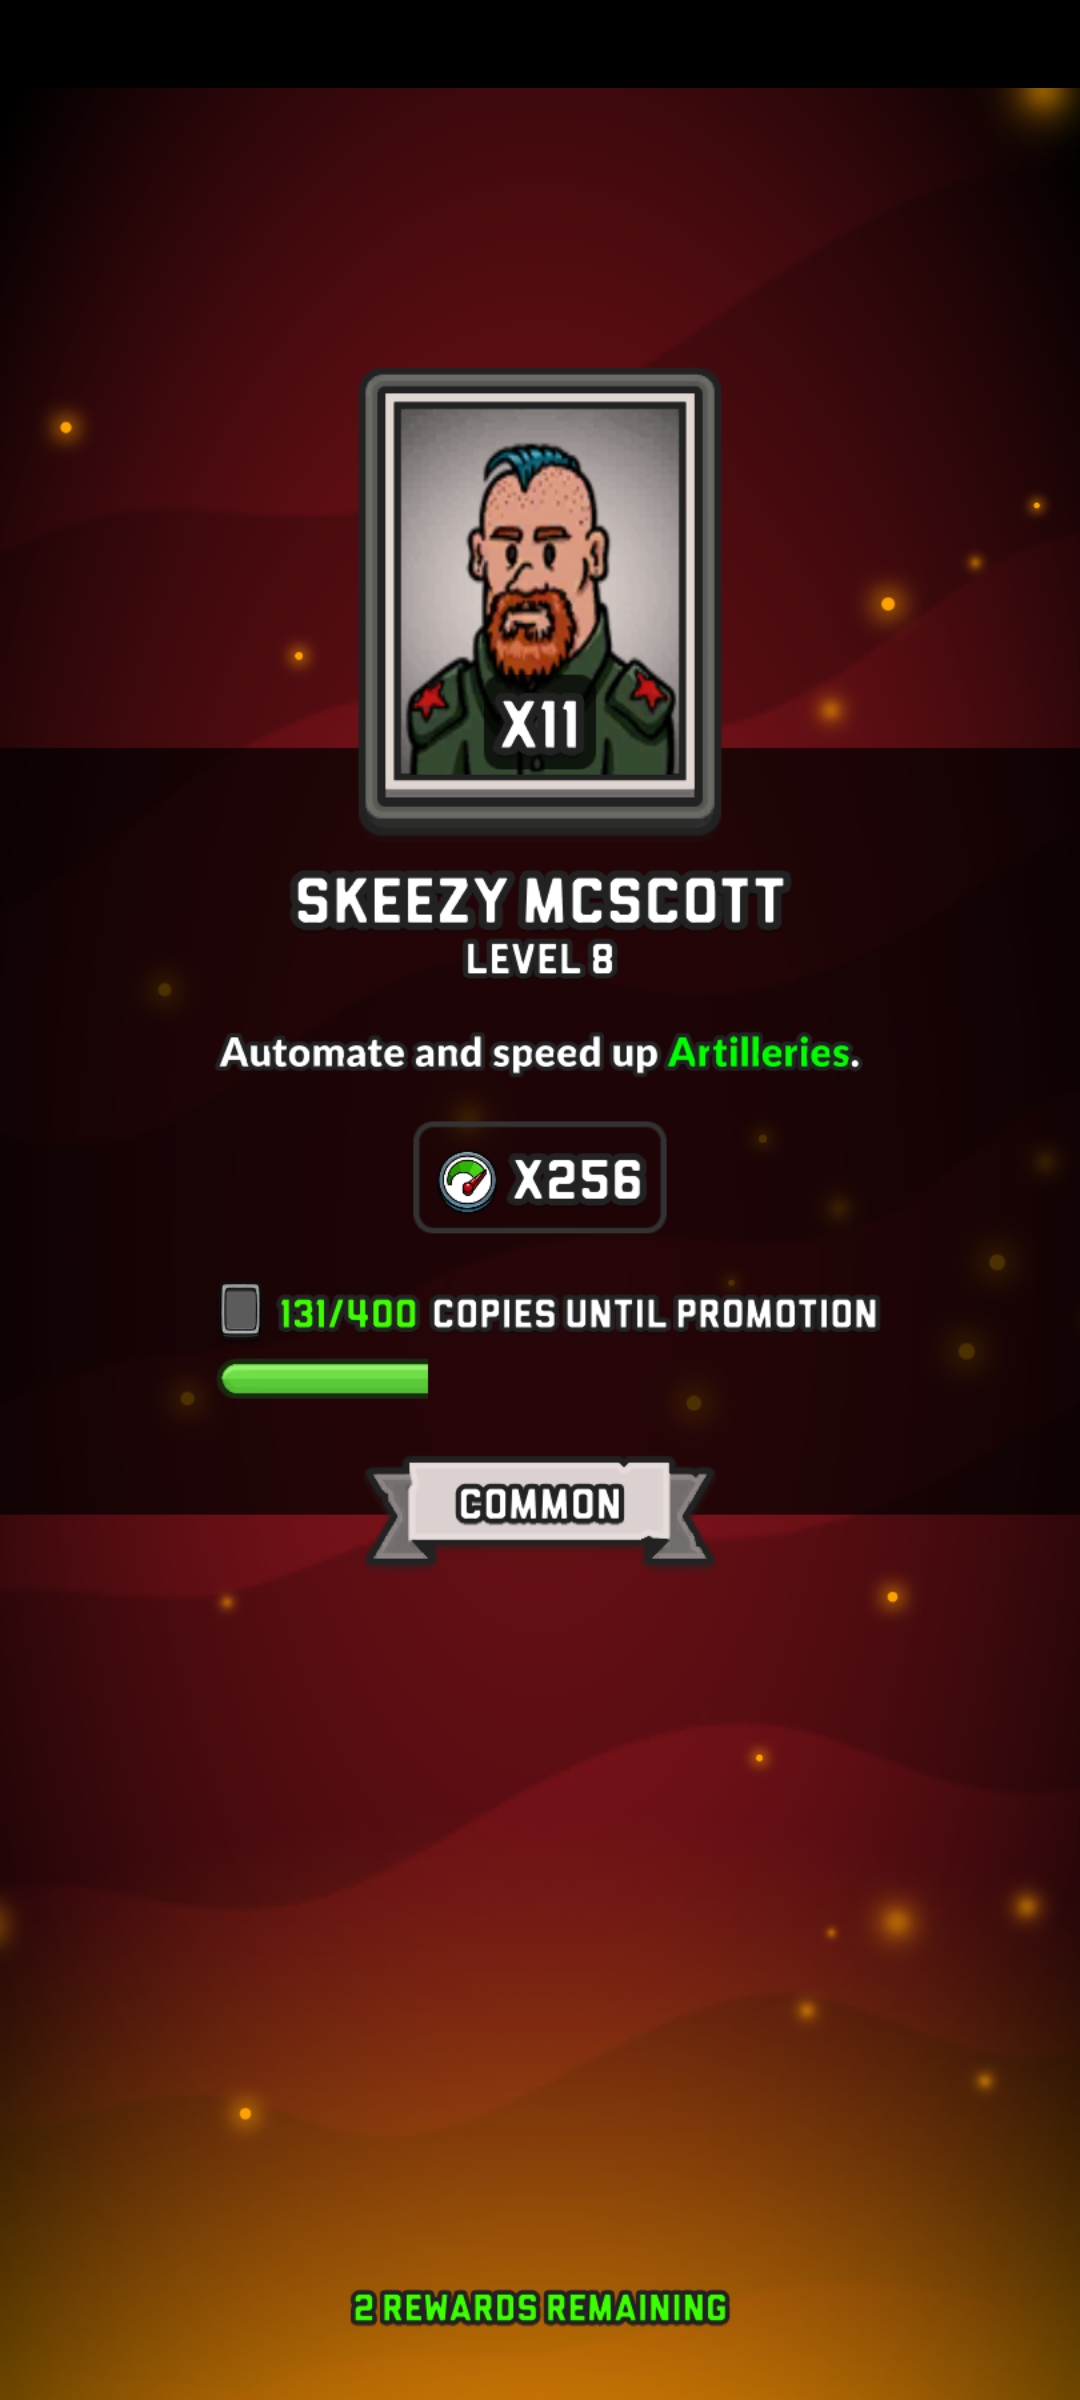 X11
SKEEZY MCSCOTT
LEVEL 8
Automate and speed up Artilleries.
X256
131/400 COPIES UNTIL PROMOTION
COMMON
2 REWARDS REMAINING